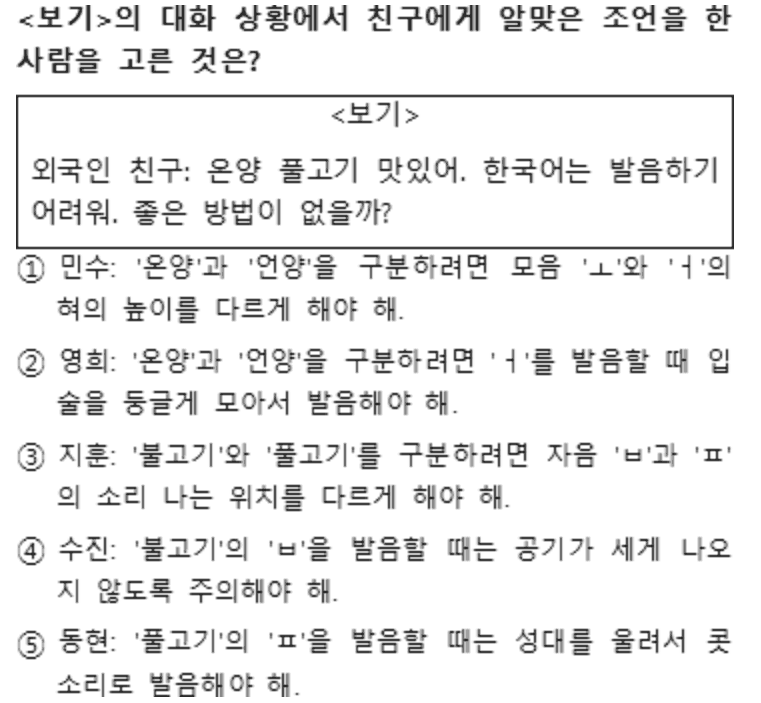 <보기>의 대화 상황에서 친구에게 알맞은 조언을 한
사람을 고른 것은?
<보기>
외국인 친구: 온양 풀고기 맛있어. 한국어는 발음하기
어려워. 좋은 방법이 없을까?
① 민수: '온양'과 '언양'을 구분하려면 모음 'ㅗ'와 'ㅓ'의
혀의 높이를 다르게 해야 해.
② 영희: '온양'과 '언양'을 구분하려면 'ㅓ'를 발음할 때 입
술을 둥글게 모아서 발음해야 해.
③ 지훈: '불고기'와 '풀고기'를 구분하려면 자음 'ㅂ'과 'ㅍ'
의 소리 나는 위치를 다르게 해야 해.
④ 수진: '불고기'의 'ㅂ'을 발음할 때는 공기가 세게 나오
지 않도록 주의해야 해.
⑤ 동현: '풀고기'의 'ㅍ'을 발음할 때는 성대를 울려서 콧
소리로 발음해야 해.